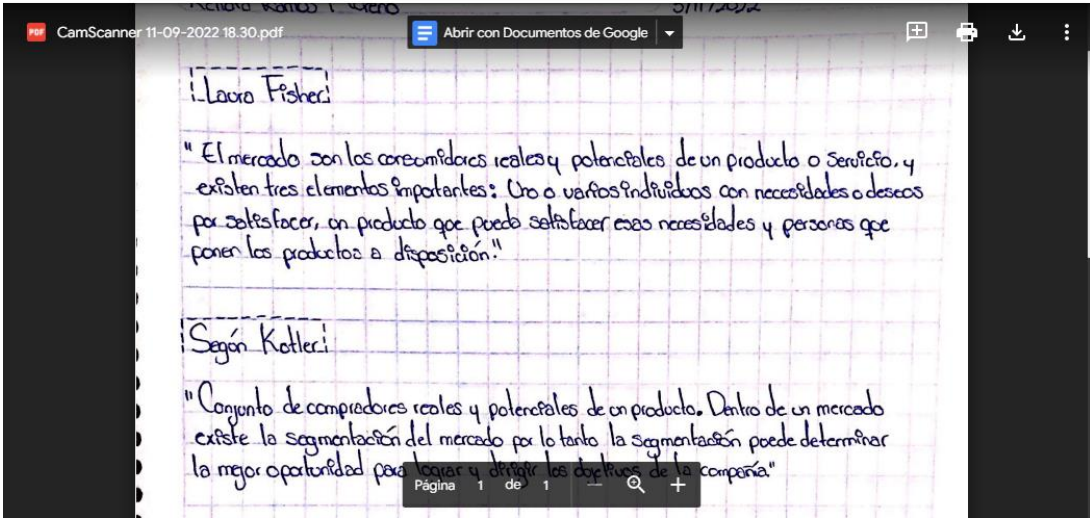 CamScanner 11-09-2022 18.30.pdf
Abrir con Documentos de Google
PDF
Laura Fisher:
" El mercado son los consumidores reales y potenciales de un producto o servicio, y
existen tres elementos importantes: Uno o varios individuos con necesidades o deseos
por satisfacer, un producto que pueda satisfacer esas necesidades y personas que
ponen los productos a disposición."
Según Kotler:
" Conjunto de compradores reales y potenciales de un producto. Dentro de un mercado
existe la segmentación del mercado por lo tanto la segmentación puede determinar
la mejor oportunidad para lograr y dirigir los objetivos de la compañía."
Página 1 de 1